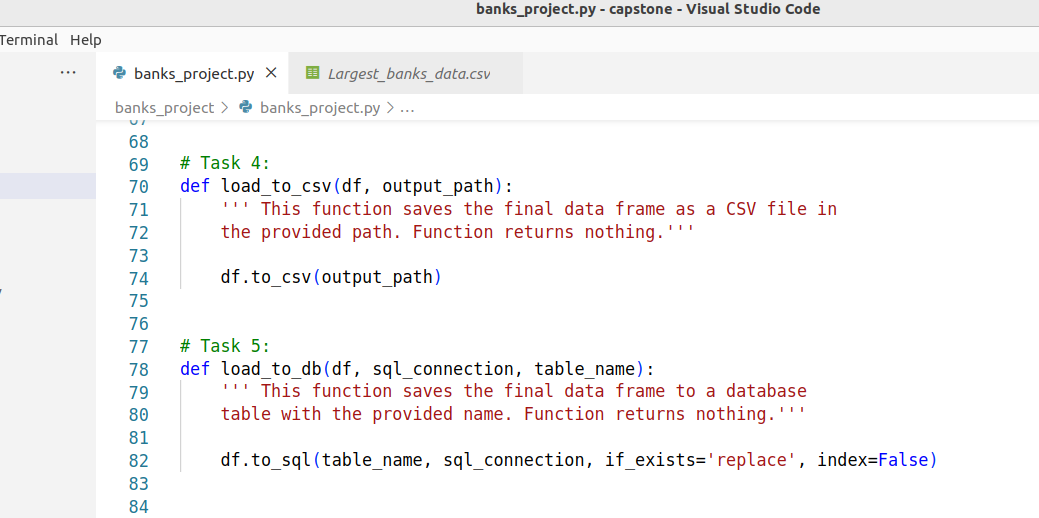 banks_project.py - capstone - Visual Studio Code
Terminal Help
... banks_project.py × Largest_banks_data.csv
banks_project > banks_project.py > ...
68
69 # Task 4:
70 def load_to_csv(df, output_path):
71 ''' This function saves the final data frame as a CSV file in
72 the provided path. Function returns nothing.'''
73
74 df.to_csv(output_path)
75
76
77 # Task 5:
78 def load_to_db(df, sql_connection, table_name):
79 ''' This function saves the final data frame to a database
80 table with the provided name. Function returns nothing.'''
81
82 df.to_sql(table_name, sql_connection, if_exists='replace', index=False)
83
84